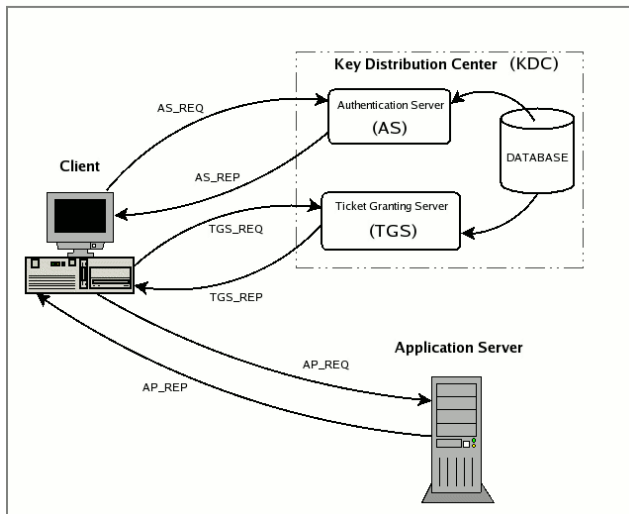 Key Distribution Center (KDC)
AS_REQ
Authentication Server
(AS)
DATABASE
Client
AS_REP
Ticket Granting Server
(TGS)
TGS_REQ
TGS_REP
Application Server
AP_REQ
AP_REP